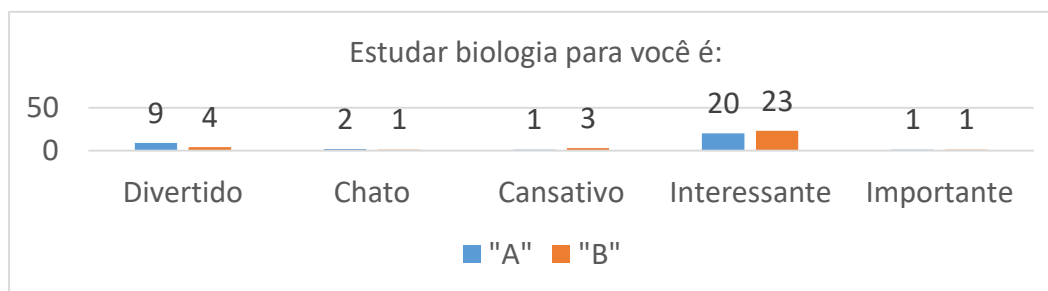 Estudar biologia para você é:
50
0
9 4 2 1 1 3 20 23 1 1
Divertido Chato Cansativo Interessante Importante
"A" "B"